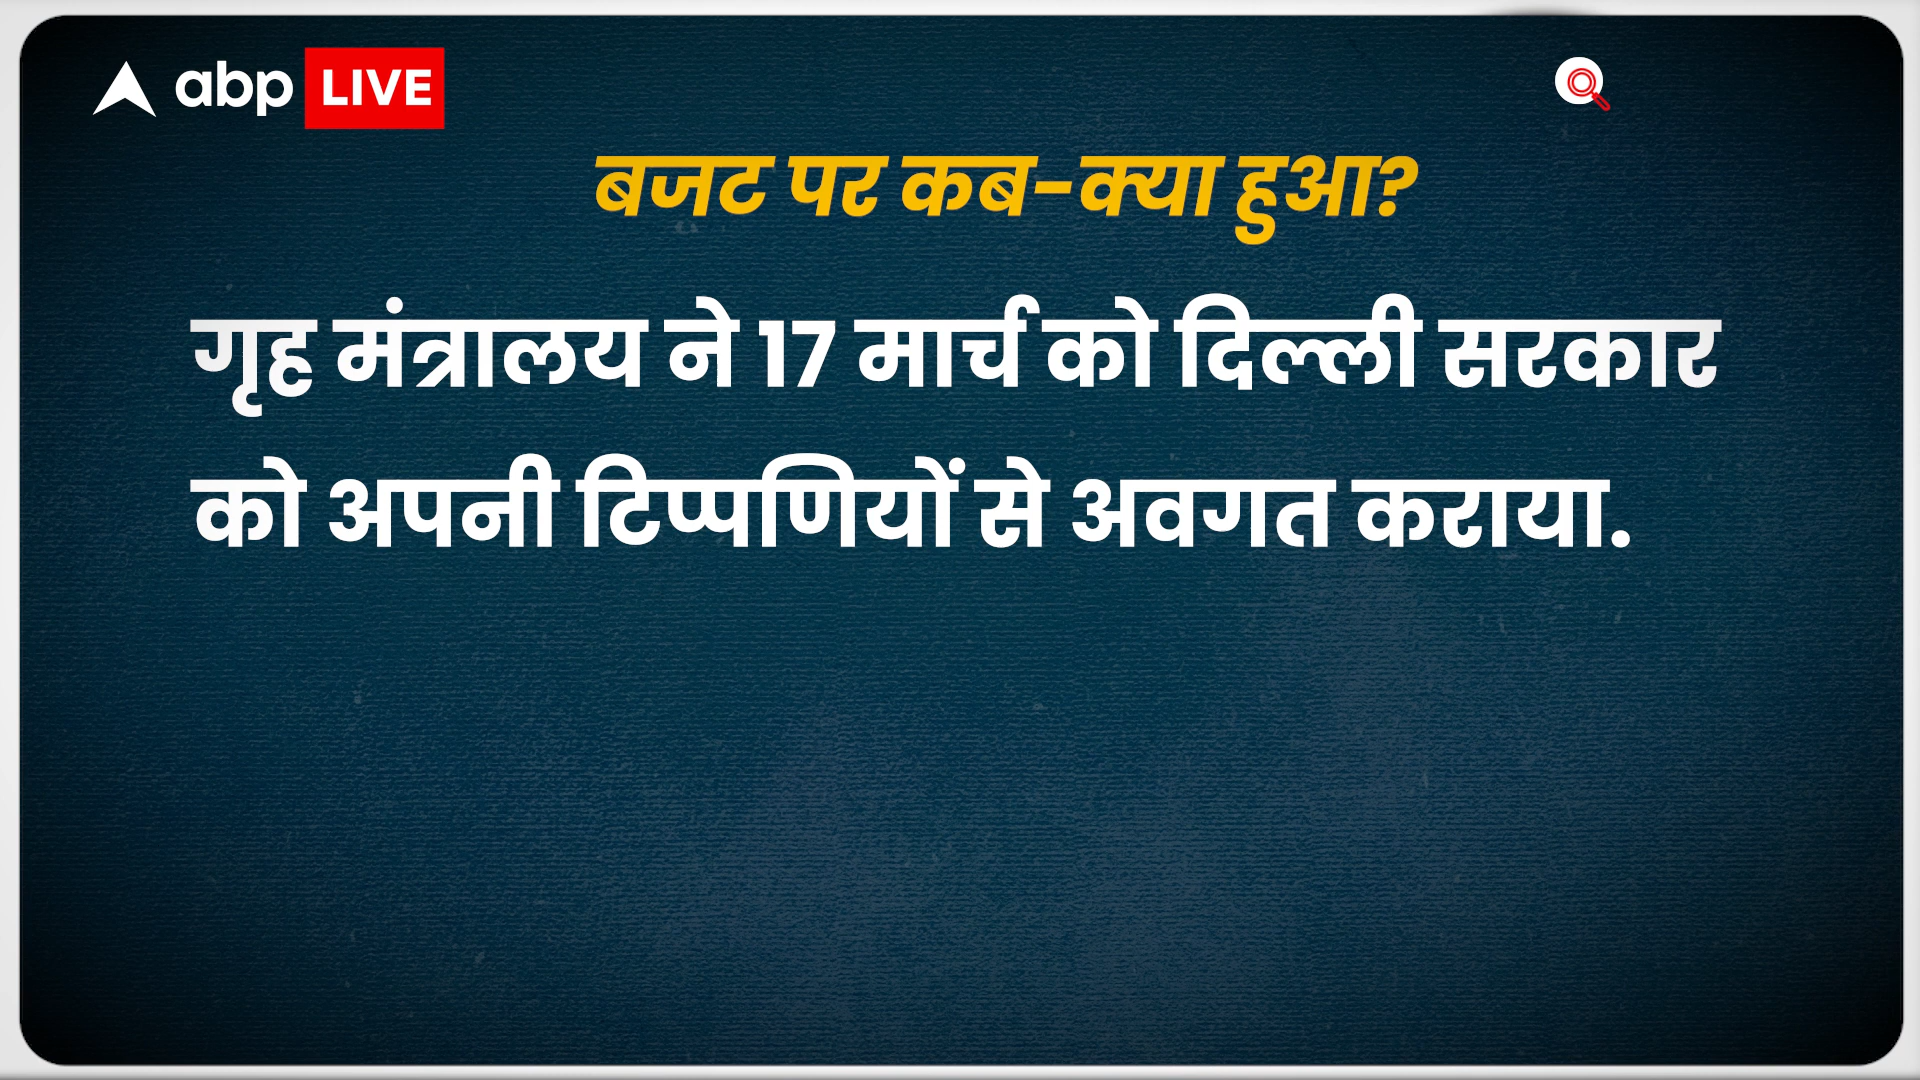 abp LIVE
बजट पर कब-क्या हुआ?
गृह मंत्रालय ने 17 मार्च को दिल्ली सरकार
को अपनी टिप्पणियों से अवगत कराया.